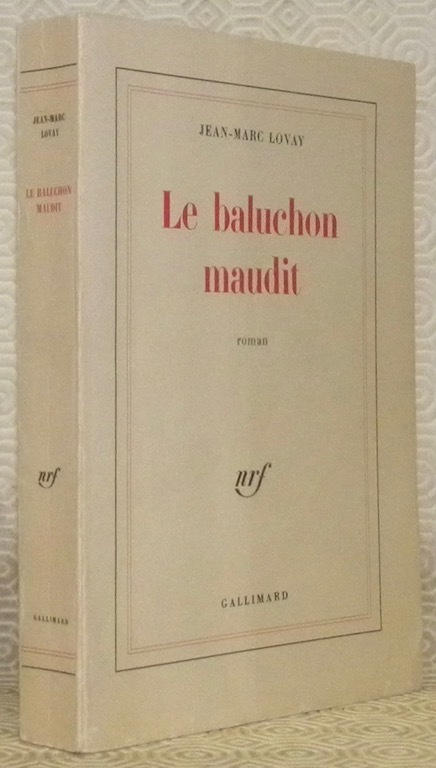 JEAN-MARC
LOVAY
LE BALUCHON
MAUDIT
nrf
GALLIMARD
JEAN-MARC LOVAY
Le baluchon
maudit
roman
nrf
GALLIMARD